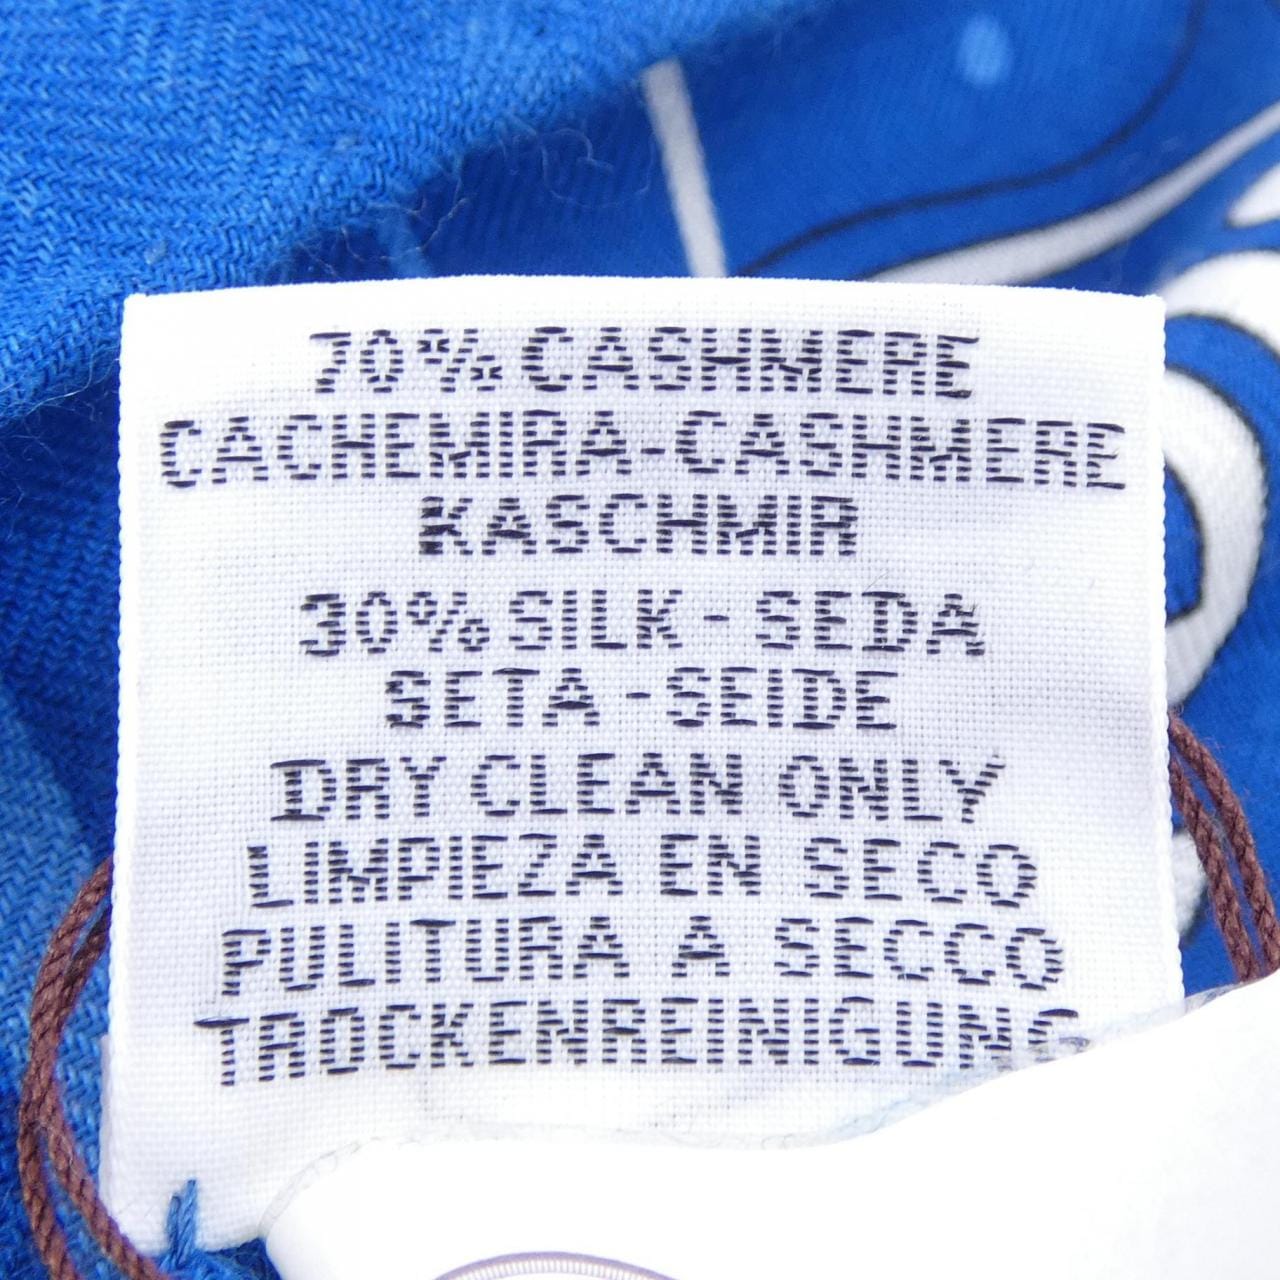 70% CASHMERE
CACHEMIRA-CASHMERE
KASCHMIR
30% SILK - SEDA
SETA - SEIDE
DRY CLEAN ONLY
LIMPIEZA EN SECO
PULITURA A SECCO
TROCKENREINIGUNG